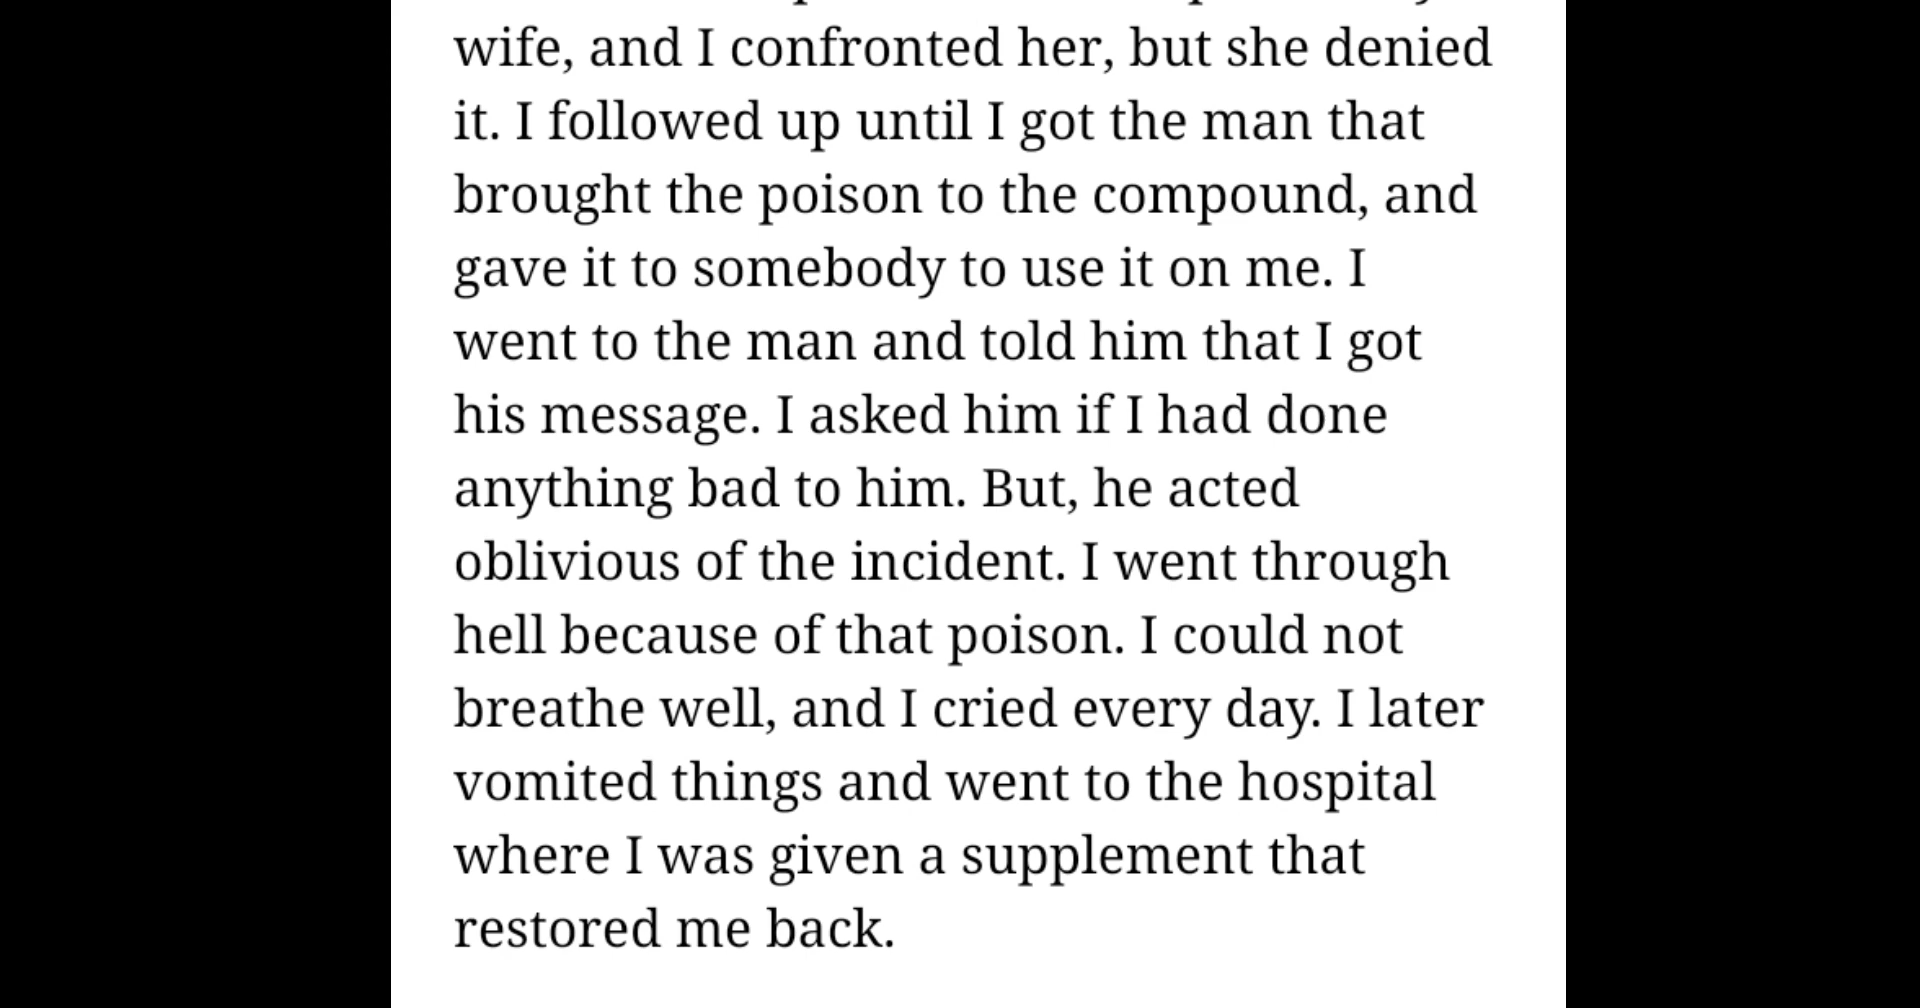 wife, and I confronted her, but she denied
it. I followed up until I got the man that
brought the poison to the compound, and
gave it to somebody to use it on me. I
went to the man and told him that I got
his message. I asked him if I had done
anything bad to him. But, he acted
oblivious of the incident. I went through
hell because of that poison. I could not
breathe well, and I cried every day. I later
vomited things and went to the hospital
where I was given a supplement that
restored me back.